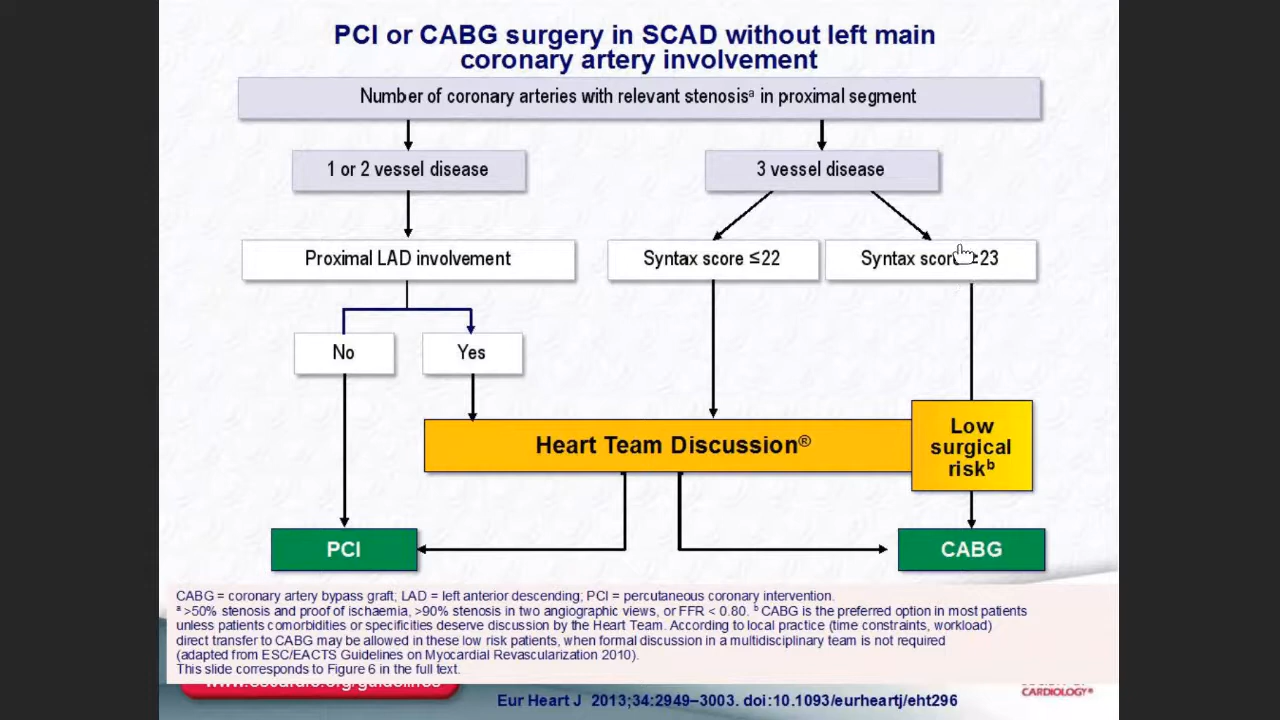 PCI or CABG surgery in SCAD without left main
coronary artery involvement
Number of coronary arteries with relevant stenosisᵃ in proximal segment
1 or 2 vessel disease
3 vessel disease
Proximal LAD involvement
Syntax score ≤22
Syntax score 23
No
Yes
Heart Team Discussion®
Low
surgical
riskᵇ
PCI
CABG
CABG = coronary artery bypass graft; LAD = left anterior descending; PCI = percutaneous coronary intervention.
ᵃ >50% stenosis and proof of ischaemia, >90% stenosis in two angiographic views, or FFR < 0.80. ᵇ CABG is the preferred option in most patients
unless patients comorbidities or specificities deserve discussion by the Heart Team. According to local practice (time constraints, workload)
direct transfer to CABG may be allowed in these low risk patients, when formal discussion in a multidisciplinary team is not required
(adapted from ESC/EACTS Guidelines on Myocardial Revascularization 2010).
This slide corresponds to Figure 6 in the full text.
CARDIOLOGY®
Eur Heart J 2013;34:2949–3003. doi:10.1093/eurheartj/eht296